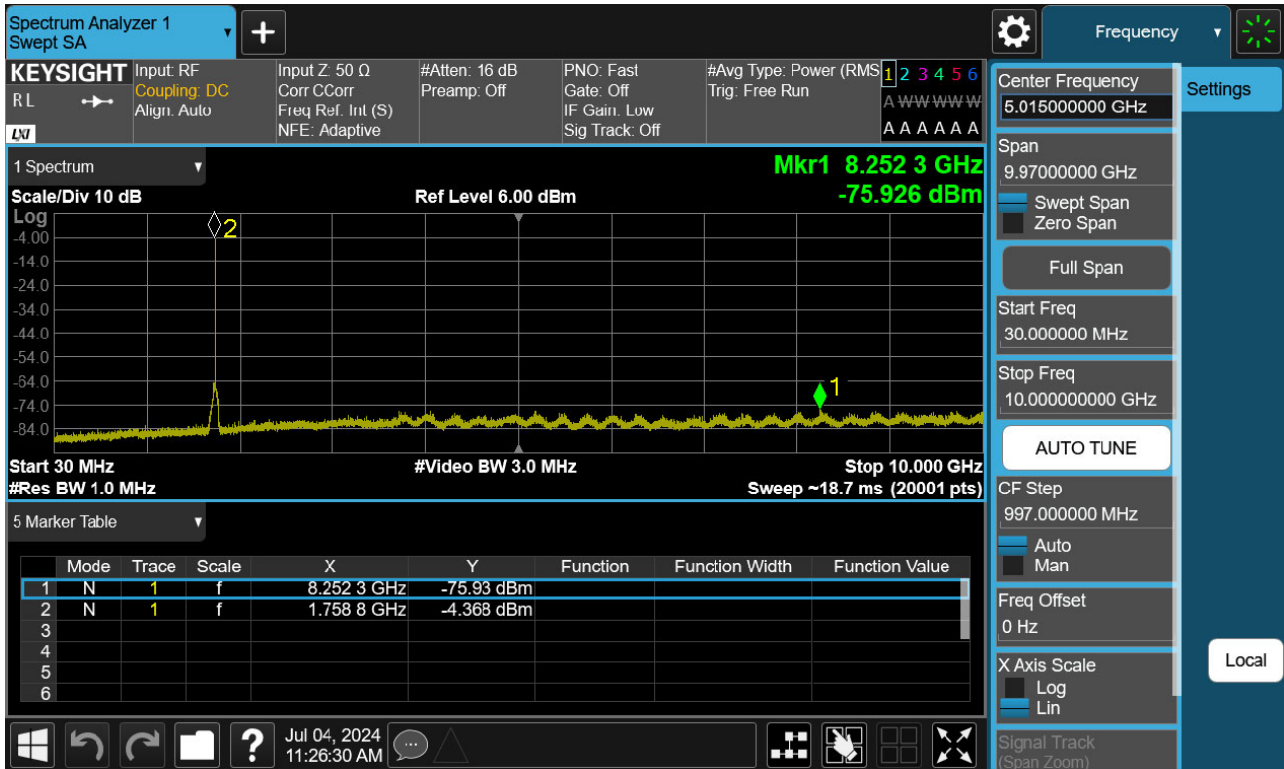 Spectrum Analyzer 1
Swept SA
+
Frequency
KEYSIGHT
R L
LXI
Input: RF
Coupling: DC
Align: Auto
Input Z: 50 Ω
Corr CCorr
Freq Ref: Int (S)
NFE: Adaptive
#Atten: 16 dB
Preamp: Off
PNO: Fast
Gate: Off
IF Gain: Low
Sig Track: Off
#Avg Type: Power (RMS
Trig: Free Run
1 2 3 4 5 6
A W W W W W
A A A A A A
1 Spectrum
Scale/Div 10 dB
Ref Level 6.00 dBm
Mkr1 8.252 3 GHz
-75.926 dBm
Log
-4.00
-14.0
-24.0
-34.0
-44.0
-54.0
-64.0
-74.0
-84.0
2
1
Start 30 MHz
#Video BW 3.0 MHz
Stop 10.000 GHz
#Res BW 1.0 MHz
Sweep ~18.7 ms (20001 pts)
5 Marker Table
Mode Trace Scale X Y Function Function Width Function Value
1 N 1 f 8.252 3 GHz -75.93 dBm
2 N 1 f 1.758 8 GHz -4.368 dBm
3
4
5
6
?
Jul 04, 2024
11:26:30 AM
Center Frequency
5.015000000 GHz
Span
9.97000000 GHz
Swept Span
Zero Span
Full Span
Start Freq
30.000000 MHz
Stop Freq
10.000000000 GHz
AUTO TUNE
CF Step
997.000000 MHz
Auto
Man
Freq Offset
0 Hz
X Axis Scale
Log
Lin
Signal Track
(Span Zoom)
Settings
Local